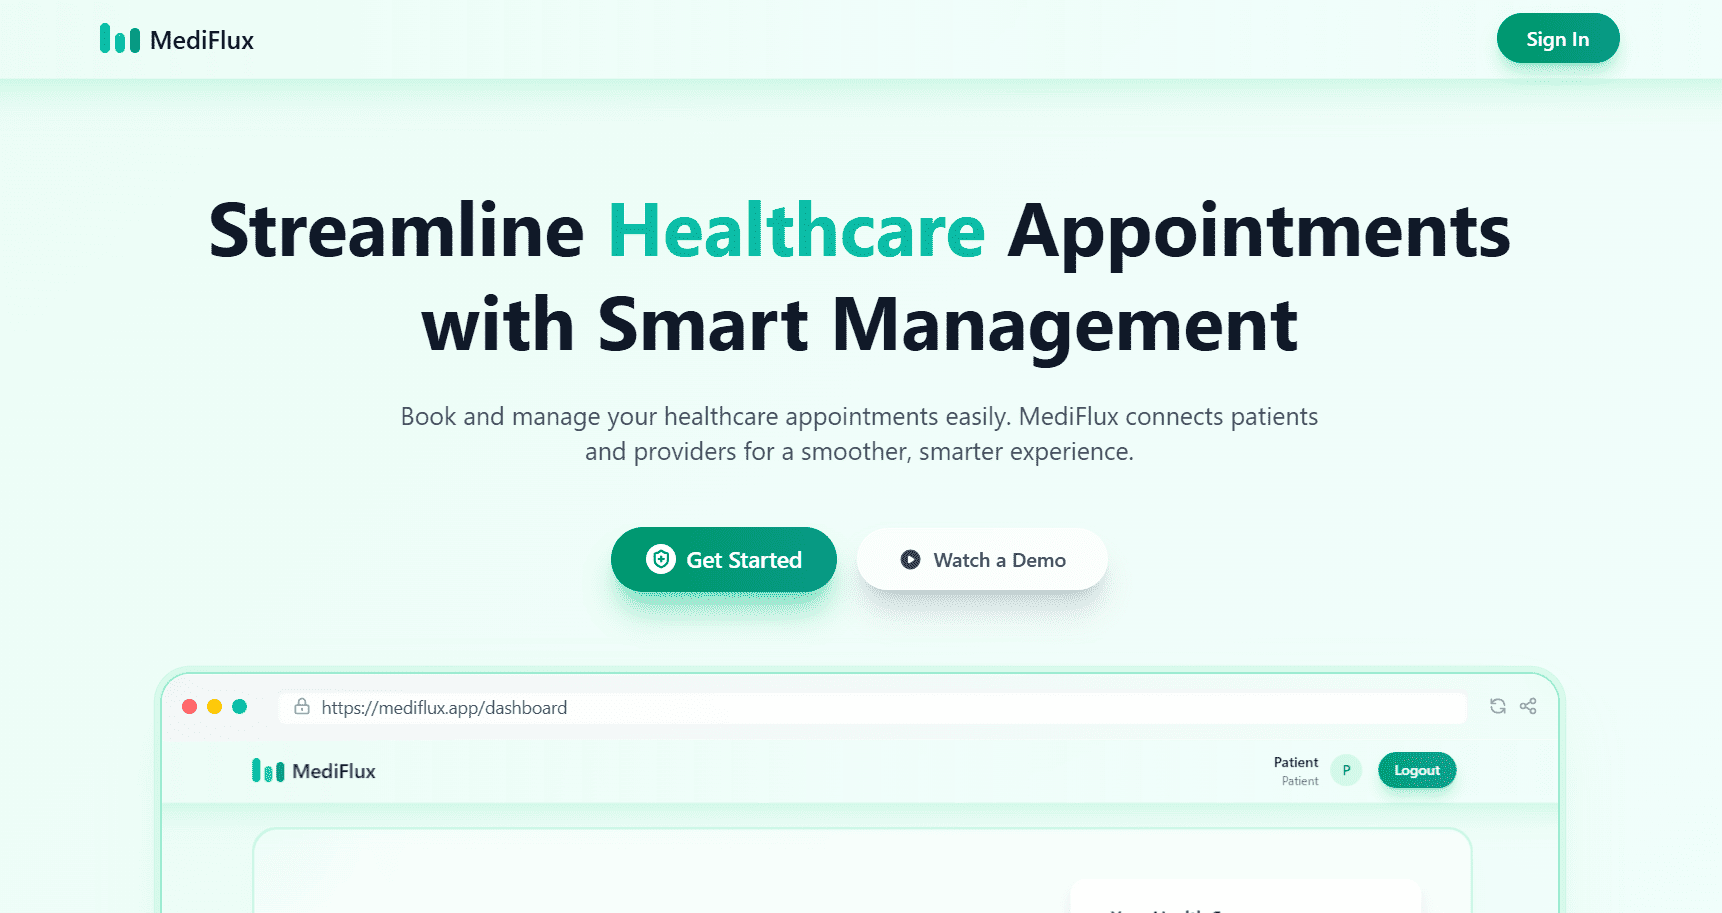 MediFlux
Sign In
Streamline Healthcare Appointments
with Smart Management
Book and manage your healthcare appointments easily. MediFlux connects patients
and providers for a smoother, smarter experience.
Get Started
Watch a Demo
https://mediflux.app/dashboard
MediFlux
Patient
Patient
P
Logout